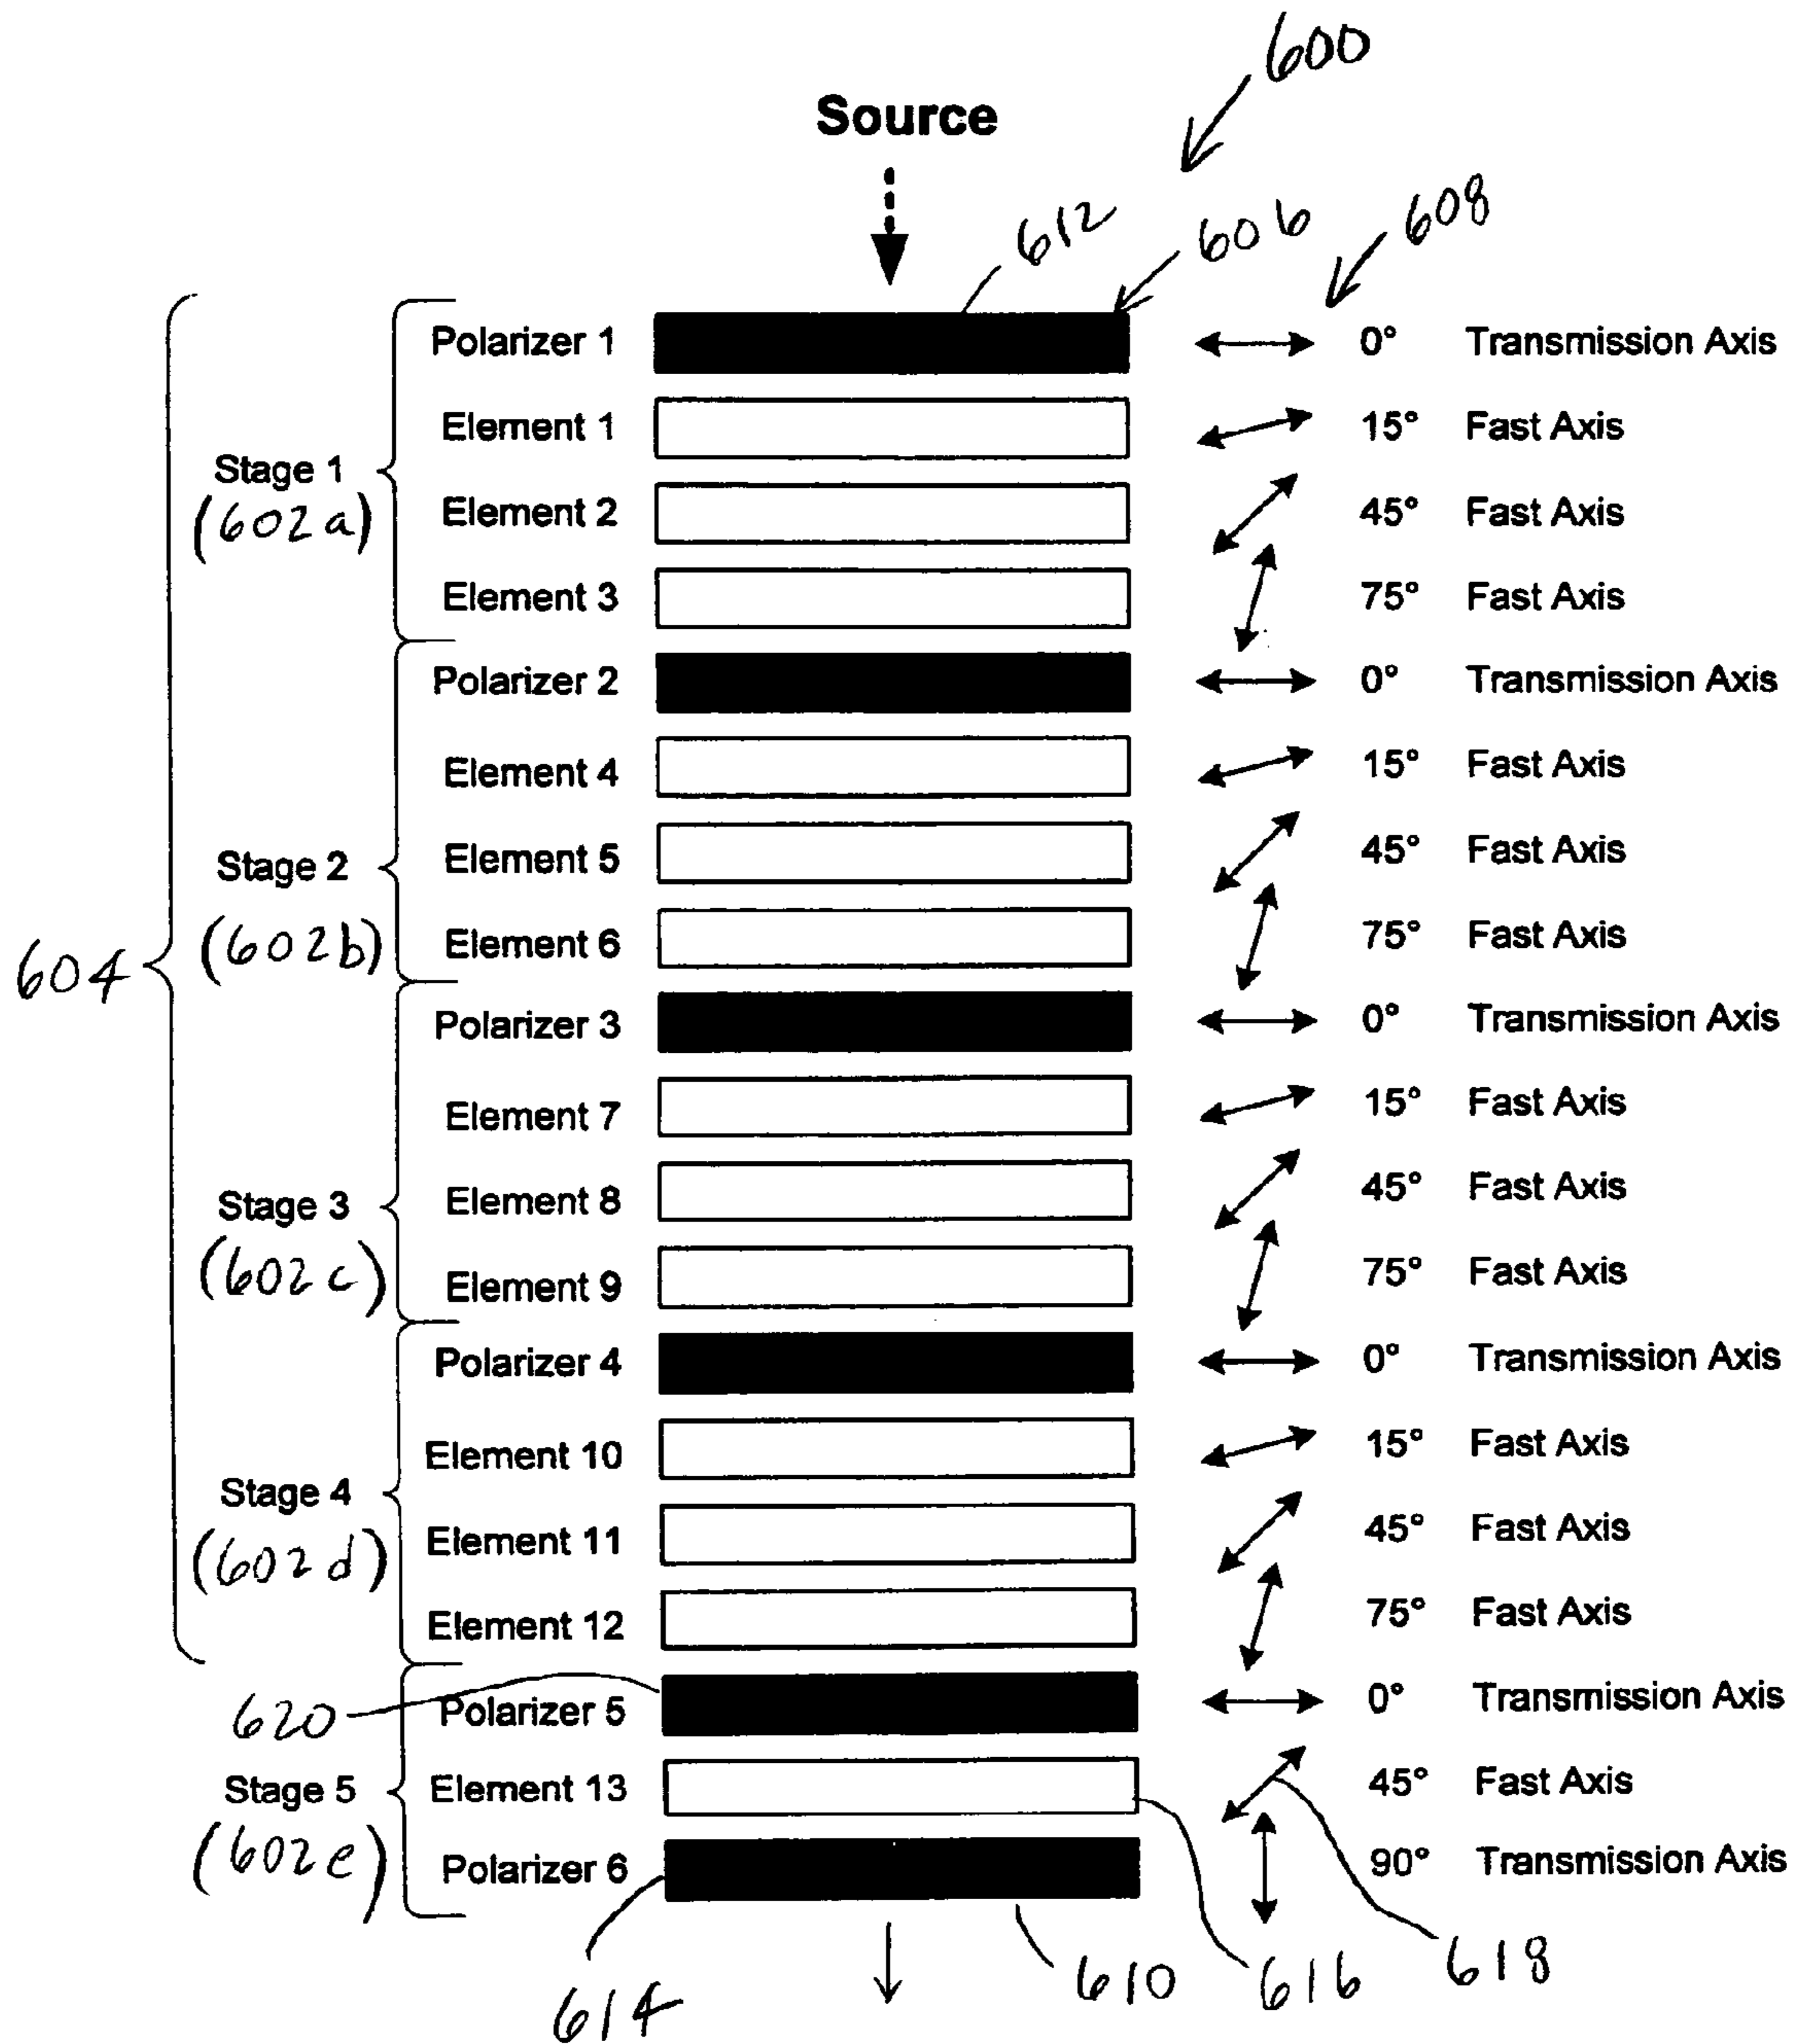 600
Source
612
606
608
Polarizer 1 0° Transmission Axis
Element 1 15° Fast Axis
Stage 1
(602a)
Element 2 45° Fast Axis
Element 3 75° Fast Axis
Polarizer 2 0° Transmission Axis
Element 4 15° Fast Axis
Stage 2
Element 5 45° Fast Axis
(602b)
Element 6 75° Fast Axis
604
Polarizer 3 0° Transmission Axis
Element 7 15° Fast Axis
Stage 3
Element 8 45° Fast Axis
(602c)
Element 9 75° Fast Axis
Polarizer 4 0° Transmission Axis
Element 10 15° Fast Axis
Stage 4
Element 11 45° Fast Axis
(602d)
Element 12 75° Fast Axis
620
Polarizer 5 0° Transmission Axis
Stage 5
Element 13 45° Fast Axis
(602e)
Polarizer 6 90° Transmission Axis
614
610
616
618